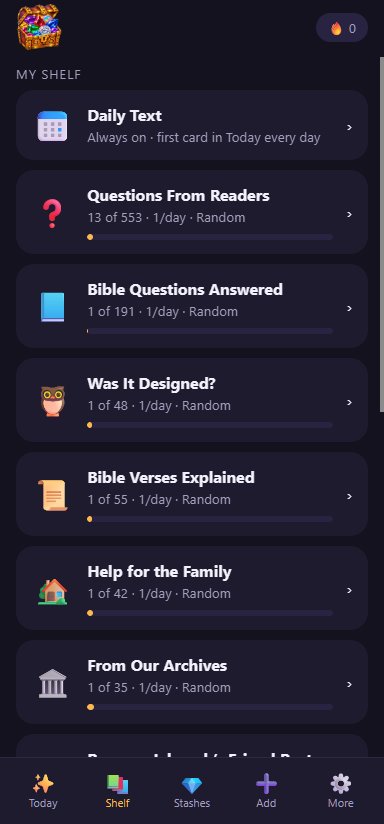 0
MY SHELF
Daily Text
Always on · first card in Today every day
Questions From Readers
13 of 553 · 1/day · Random
Bible Questions Answered
1 of 191 · 1/day · Random
Was It Designed?
1 of 48 · 1/day · Random
Bible Verses Explained
1 of 55 · 1/day · Random
Help for the Family
1 of 42 · 1/day · Random
From Our Archives
1 of 35 · 1/day · Random
Today
Shelf
Stashes
Add
More